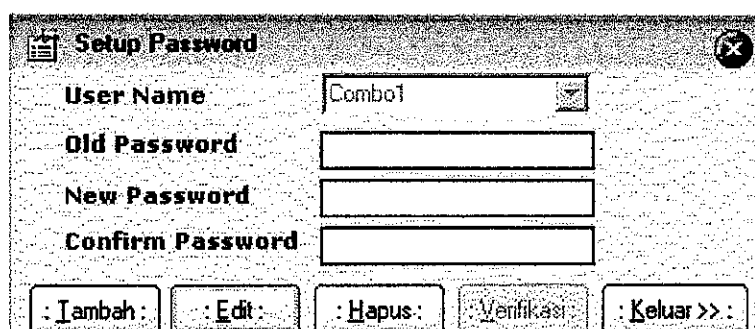 Setup Password
User Name Combo1
Old Password
New Password
Confirm Password
: Tambah : : Edit : : Hapus : : Verifikasi : : Keluar >> :